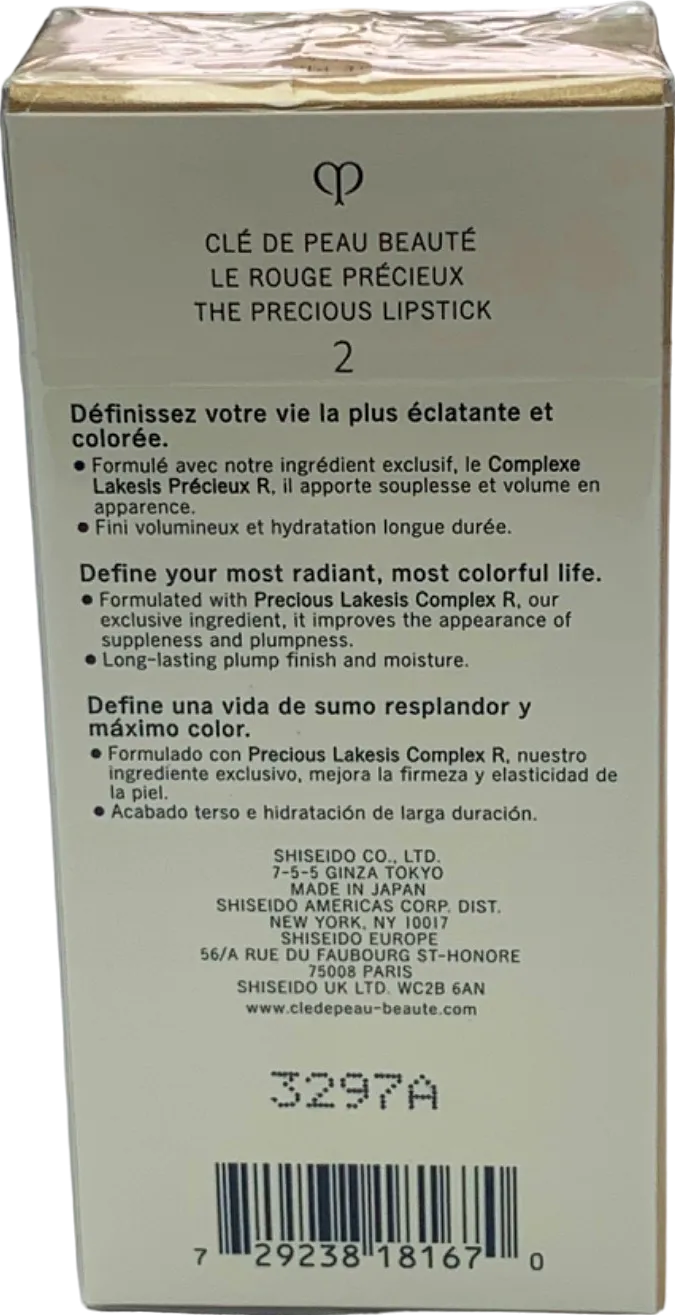 CLÉ DE PEAU BEAUTÉ
LE ROUGE PRÉCIEUX
THE PRECIOUS LIPSTICK
2
Définissez votre vie la plus éclatante et
colorée.
● Formulé avec notre ingrédient exclusif, le Complexe
Lakesis Précieux R, il apporte souplesse et volume en
apparence.
● Fini volumineux et hydratation longue durée.
Define your most radiant, most colorful life.
● Formulated with Precious Lakesis Complex R, our
exclusive ingredient, it improves the appearance of
suppleness and plumpness.
● Long-lasting plump finish and moisture.
Define una vida de sumo resplandor y
máximo color.
● Formulado con Precious Lakesis Complex R, nuestro
ingrediente exclusivo, mejora la firmeza y elasticidad de
la piel.
● Acabado terso e hidratación de larga duración.
SHISEIDO CO., LTD.
7-5-5 GINZA TOKYO
MADE IN JAPAN
SHISEIDO AMERICAS CORP. DIST.
NEW YORK, NY 10017
SHISEIDO EUROPE
56/A RUE DU FAUBOURG ST-HONORE
75008 PARIS
SHISEIDO UK LTD. WC2B 6AN
www.cledepeau-beaute.com
3297A
7 29238 18167 0